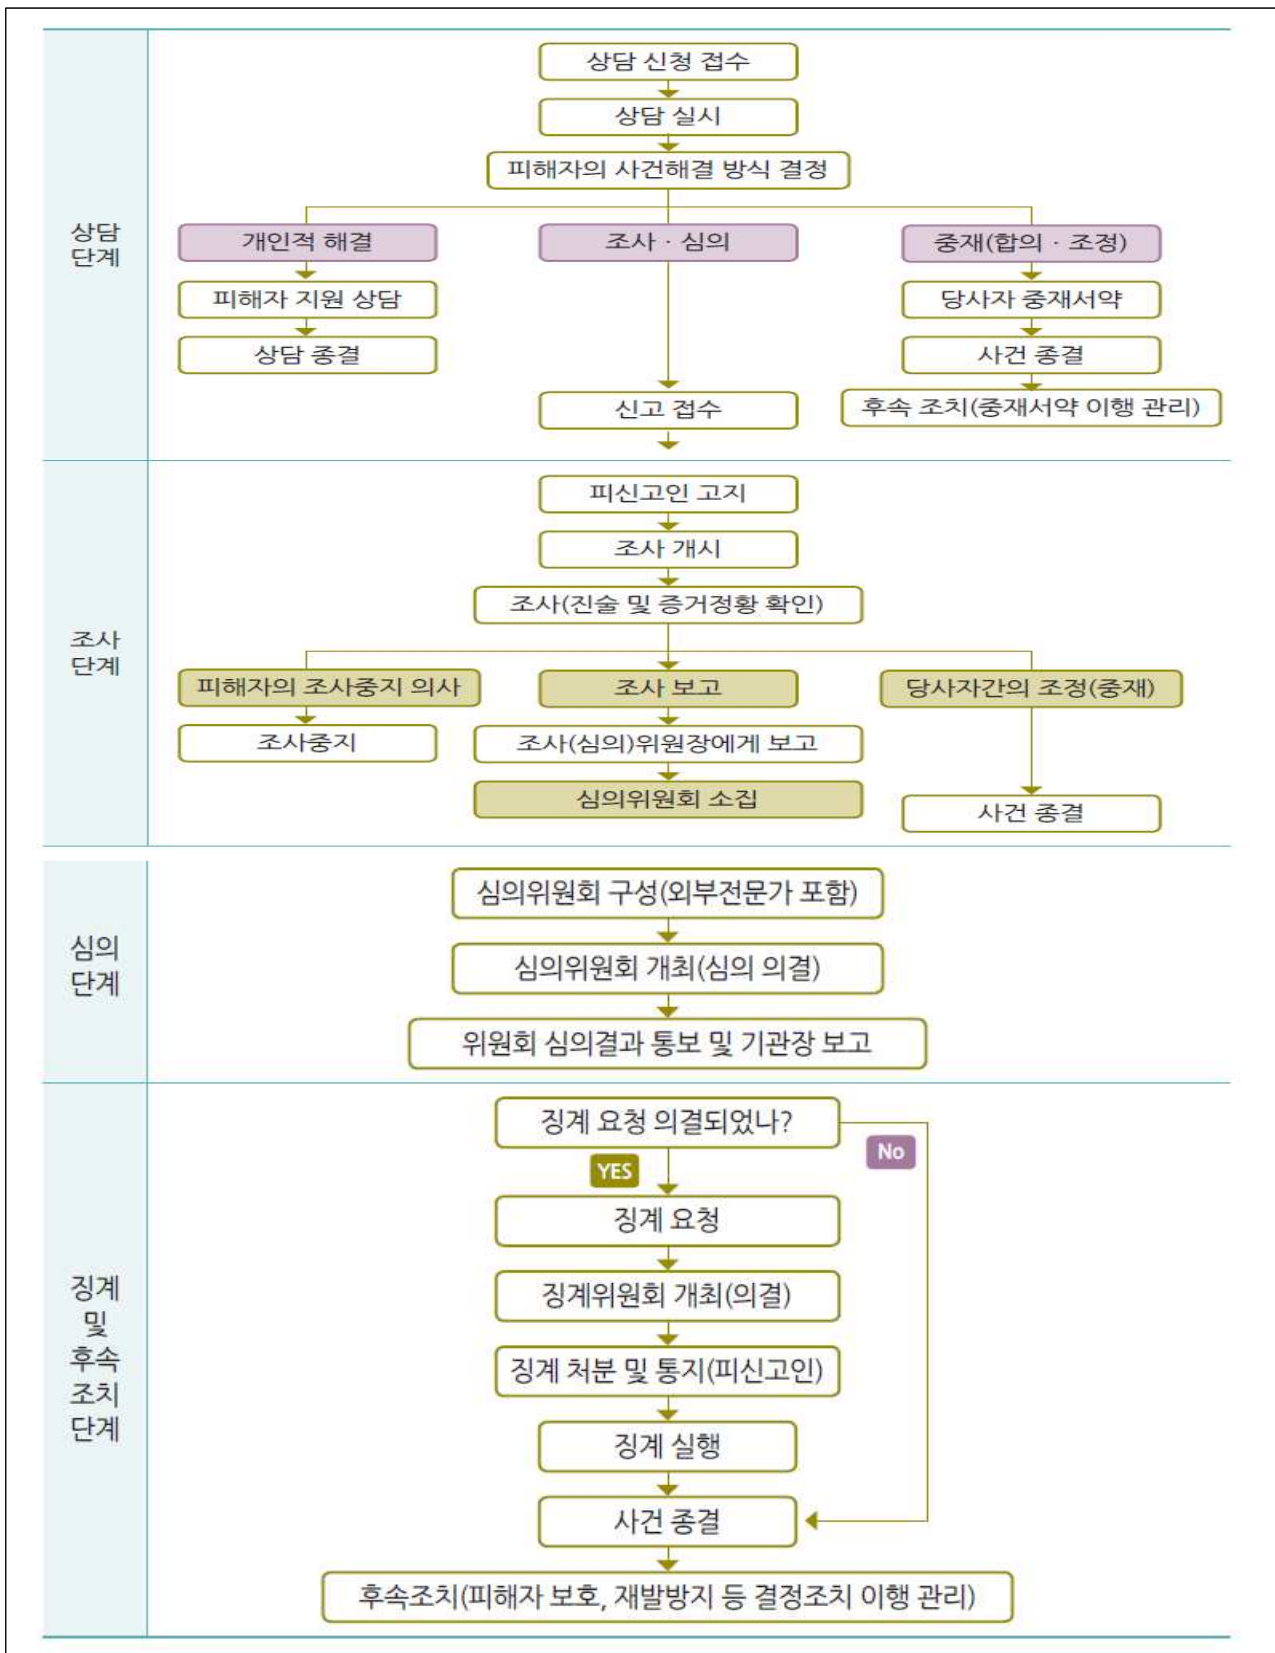 상담
단계
상담 신청 접수
상담 실시
피해자의 사건해결 방식 결정
개인적 해결
조사 · 심의
중재(합의 · 조정)
피해자 지원 상담
당사자 중재서약
상담 종결
사건 종결
신고 접수
후속 조치(중재서약 이행 관리)
조사
단계
피신고인 고지
조사 개시
조사(진술 및 증거정황 확인)
피해자의 조사중지 의사
조사 보고
당사자간의 조정(중재)
조사중지
조사(심의)위원장에게 보고
심의위원회 소집
사건 종결
심의
단계
심의위원회 구성(외부전문가 포함)
심의위원회 개최(심의 의결)
위원회 심의결과 통보 및 기관장 보고
징계
및
후속
조치
단계
징계 요청 의결되었나?
No
YES
징계 요청
징계위원회 개최(의결)
징계 처분 및 통지(피신고인)
징계 실행
사건 종결
후속조치(피해자 보호, 재발방지 등 결정조치 이행 관리)